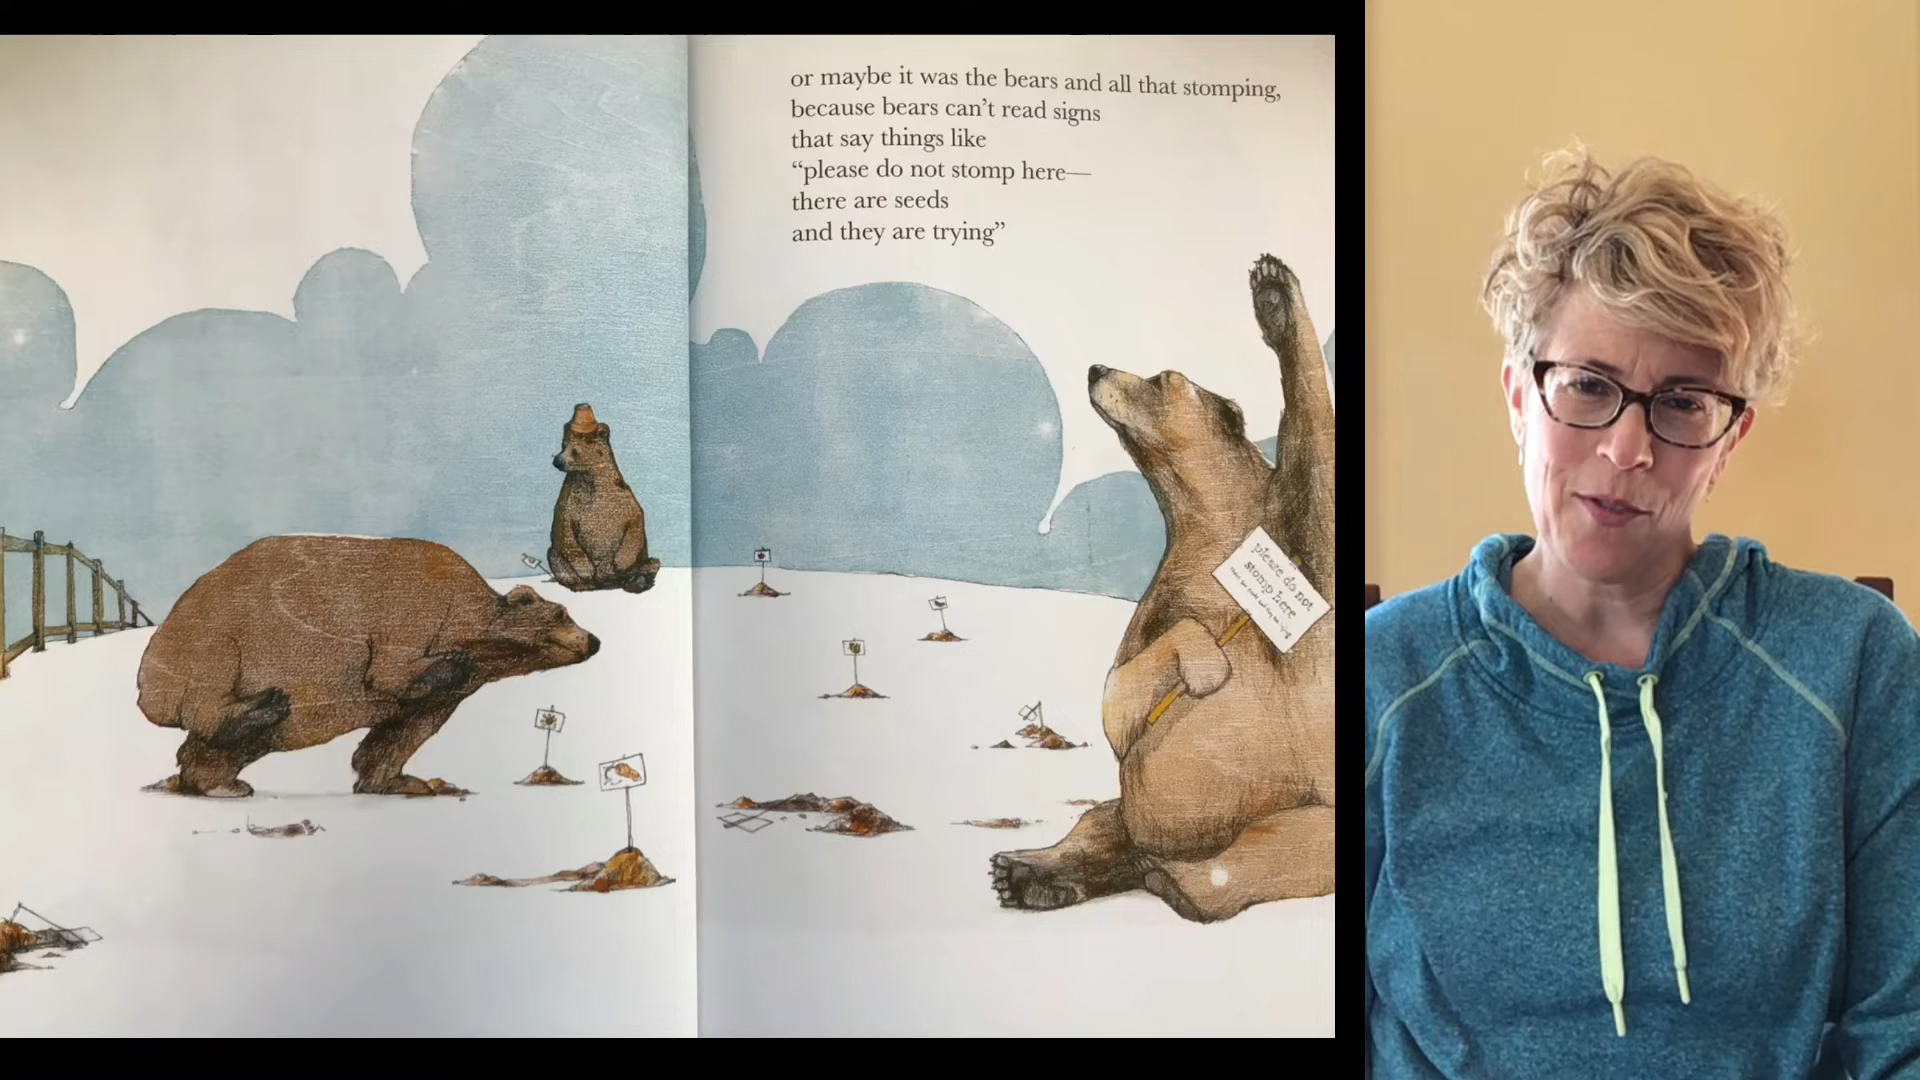 or maybe it was the bears and all that stomping,
because bears can’t read signs
that say things like
“please do not stomp here—
there are seeds
and they are trying”
please do not
stomp here